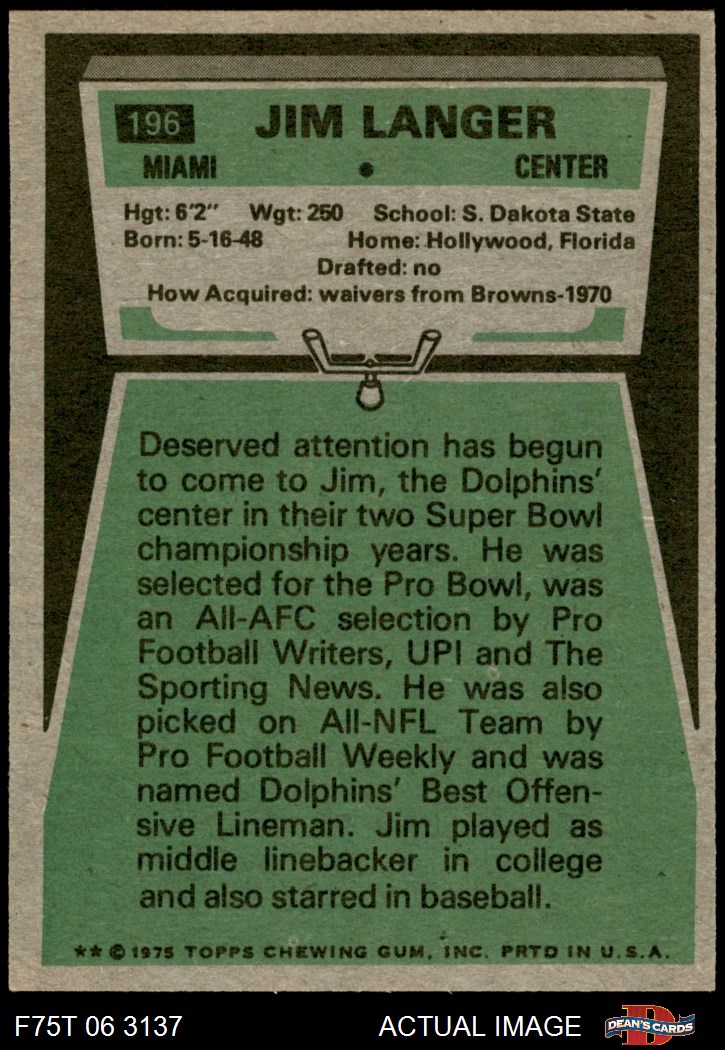 196 JIM LANGER
MIAMI • CENTER
Hgt: 6'2" Wgt: 250 School: S. Dakota State
Born: 5-16-48 Home: Hollywood, Florida
Drafted: no
How Acquired: waivers from Browns-1970
Deserved attention has begun
to come to Jim, the Dolphins'
center in their two Super Bowl
championship years. He was
selected for the Pro Bowl, was
an All-AFC selection by Pro
Football Writers, UPI and The
Sporting News. He was also
picked on All-NFL Team by
Pro Football Weekly and was
named Dolphins' Best Offen-
sive Lineman. Jim played as
middle linebacker in college
and also starred in baseball.
** © 1975 TOPPS CHEWING GUM, INC. PRTD IN U.S.A.
F75T 06 3137 ACTUAL IMAGE D DEAN'S CARDS